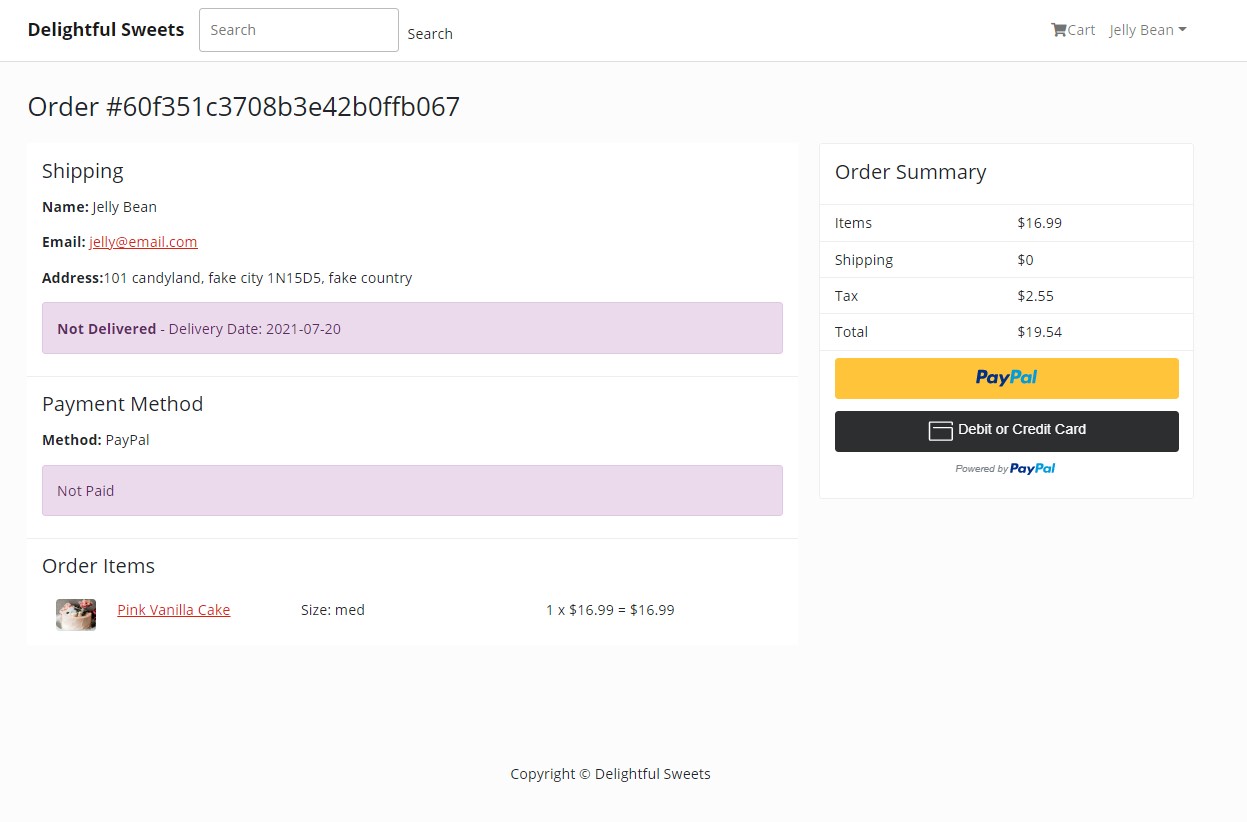 Delightful Sweets Search Search Cart Jelly Bean
Order #60f351c3708b3e42b0ffb067
Shipping
Name: Jelly Bean
Email: jelly@email.com
Address:101 candyland, fake city 1N15D5, fake country
Not Delivered - Delivery Date: 2021-07-20
Payment Method
Method: PayPal
Not Paid
Order Items
Pink Vanilla Cake Size: med 1 x $16.99 = $16.99
Order Summary
Items $16.99
Shipping $0
Tax $2.55
Total $19.54
PayPal
Debit or Credit Card
Powered by PayPal
Copyright © Delightful Sweets